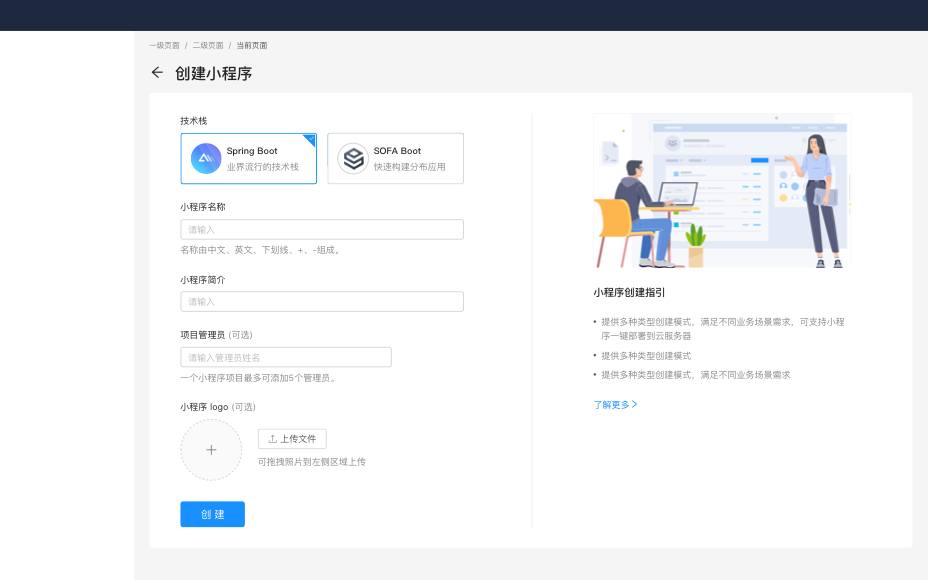 一级页面 / 二级页面 / 当前页面
创建小程序
技术栈
Spring Boot
业界流行的技术栈
SOFA Boot
快速构建分布应用
小程序名称
请输入
名称由中文、英文、下划线、+、-组成。
小程序简介
请输入
项目管理员 (可选)
请输入管理员姓名
一个小程序项目最多可添加5个管理员。
小程序 logo (可选)
上传文件
可拖拽照片到左侧区域上传
创 建
小程序创建指引
• 提供多种类型创建模式，满足不同业务场景需求，可支持小程
序一键部署到云服务器
• 提供多种类型创建模式
• 提供多种类型创建模式，满足不同业务场景需求
了解更多